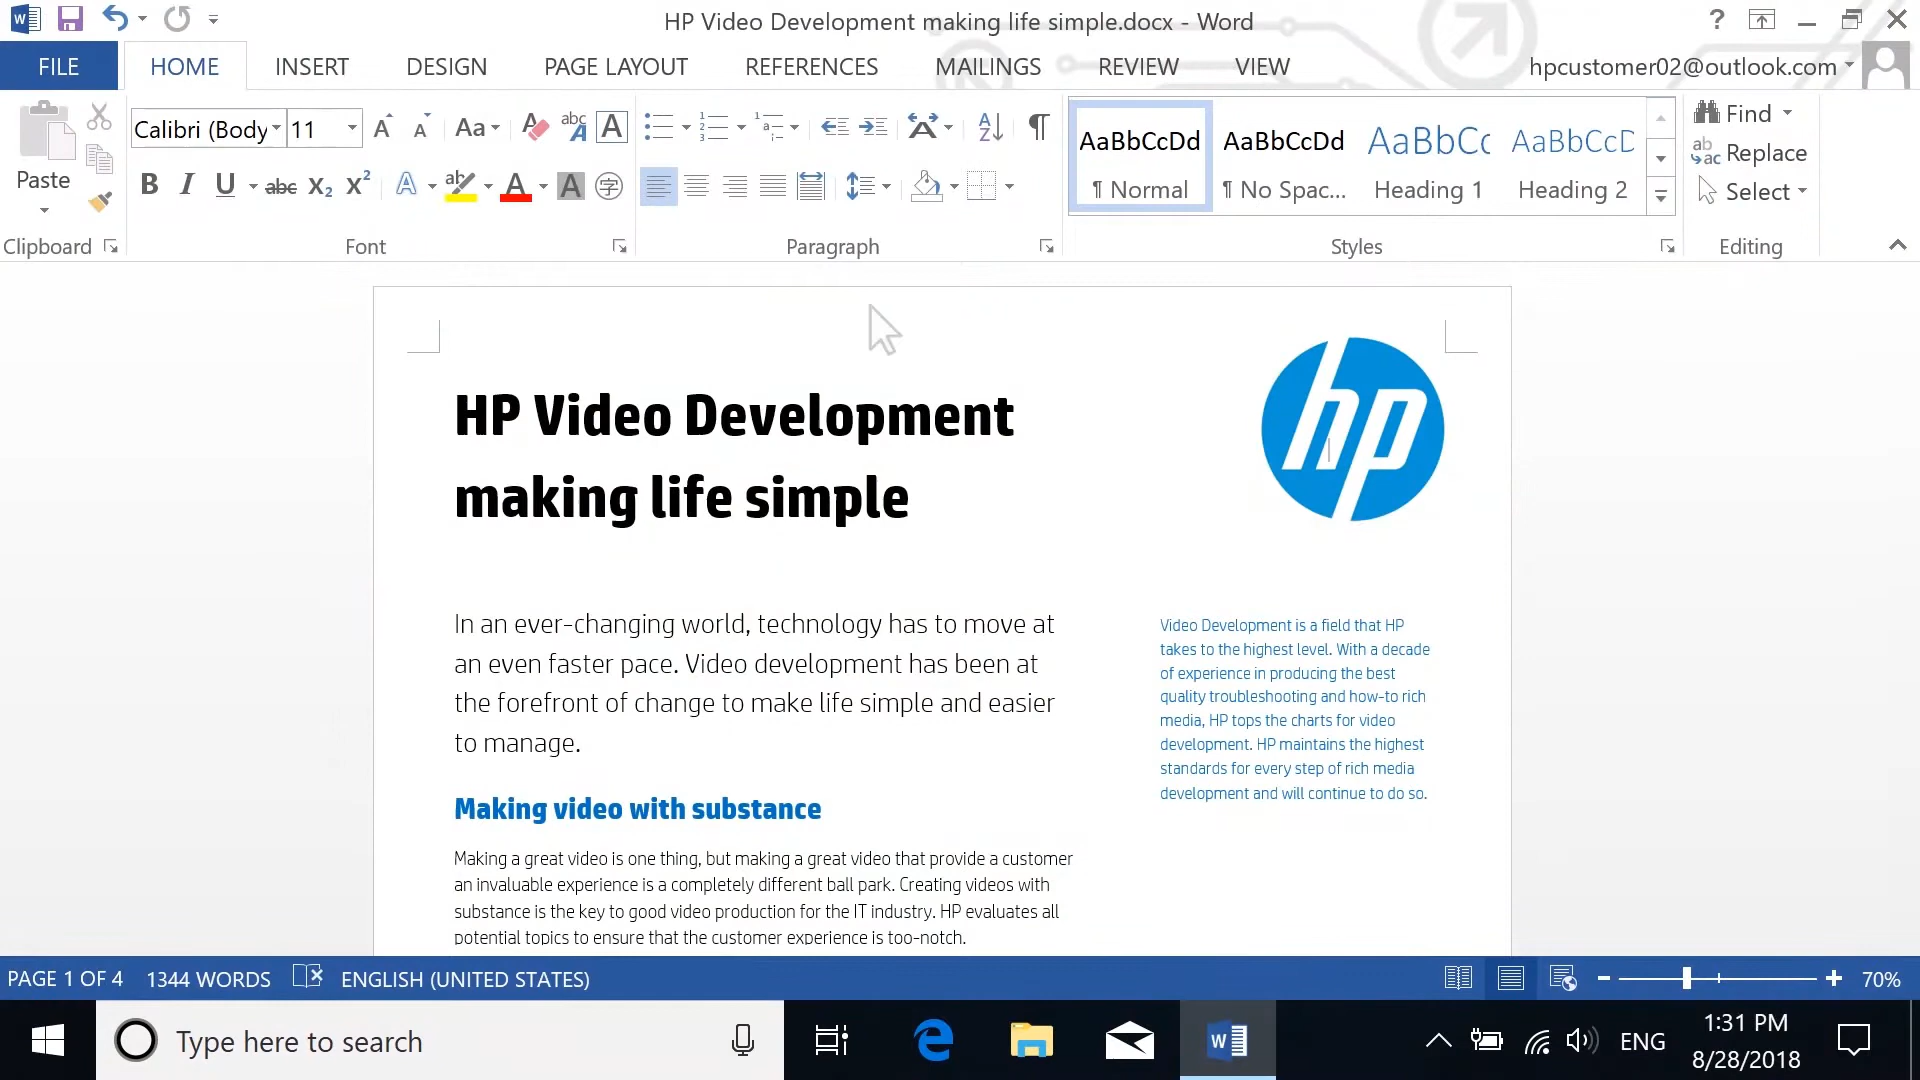 HP Video Development making life simple.docx - Word
?
FILE HOME INSERT DESIGN PAGE LAYOUT REFERENCES MAILINGS REVIEW VIEW hpcustomer02@outlook.com
Paste
Calibri (Body 11
Aa
abc
A
B I U abc X₂ X² A ab A A 字
AaBbCcDd AaBbCcDd AaBbCc AaBbCcD
¶ Normal ¶ No Spac... Heading 1 Heading 2
Find
Replace
Select
Clipboard Font Paragraph Styles Editing
HP Video Development
making life simple
hp
In an ever-changing world, technology has to move at
an even faster pace. Video development has been at
the forefront of change to make life simple and easier
to manage.
Video Development is a field that HP
takes to the highest level. With a decade
of experience in producing the best
quality troubleshooting and how-to rich
media, HP tops the charts for video
development. HP maintains the highest
standards for every step of rich media
development and will continue to do so.
Making video with substance
Making a great video is one thing, but making a great video that provide a customer
an invaluable experience is a completely different ball park. Creating videos with
substance is the key to good video production for the IT industry. HP evaluates all
potential topics to ensure that the customer experience is too-notch.
PAGE 1 OF 4 1344 WORDS ENGLISH (UNITED STATES) 70%
Type here to search
ENG
1:31 PM
8/28/2018